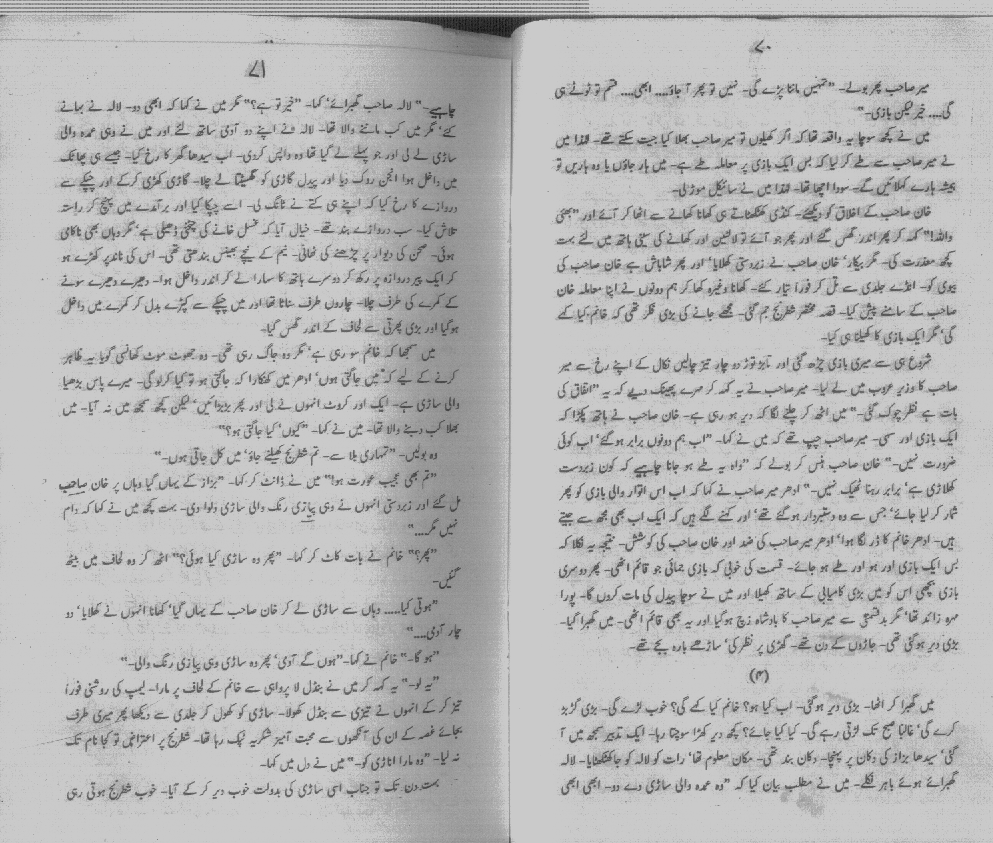 ۷۰
میر صاحب پھر بولے۔ "تمہیں ماننا پڑے گی۔ نہیں تو پھر آ جاؤ.... ابھی.... تم تو ٹوٹے ہی
گی.... خیر لیکن بازی۔"
میں نے کچھ سوچا یہ واقعہ تھا کہ اگر کھیلوں تو میر صاحب بھلا کیا جیت سکتے تھے۔ لہٰذا میں
نے میر صاحب سے طے کر لیا کہ بس ایک بازی پر معاملہ طے ہے۔ میں ہار جاؤں یا وہ ہاریں تو
ہمیشہ ہارے کہلائیں گے۔ سودا اچھا تھا۔ لہٰذا میں نے سائیکل موڑ لی۔
خان صاحب کے اخلاق کو دیکھئے۔ کنڈی کھٹکھٹاتے ہی کھانا کھانے سے اٹھا کر آئے اور "بھئی
واللہ!" کہہ کر پھر اندر گھس گئے اور پھر جو آئے تو لالٹین اور کھانے کی سینی ہاتھ میں لئے بہت
کچھ معذرت کی۔ مگر بیکار' خان صاحب نے زبردستی کھلایا' اور پھر شاباش ہے خان صاحب کی
بیوی کو۔ انڈے جلدی سے تل کر فوراً تیار کئے۔ کھانا وغیرہ کھا کر ہم دونوں نے اپنا معاملہ خان
صاحب کے سامنے پیش کیا۔ قصہ مختصر شطرنج جم گئی۔ مجھے جانے کی بڑی فکر تھی کہ خانم کیا کہے
گی' مگر ایک بازی کا کھیلنا ہی کیا۔
شروع ہی سے میری بازی چڑھ گئی اور تابڑ توڑ دو چار تیز چالیں نکال کے اپنے رخ سے میر
صاحب کا وزیر عروب میں لے لیا۔ میر صاحب نے یہ کہہ کر مہرے پھینک دیے کہ یہ "اتفاق کی
بات ہے نظر چوک گئی۔" میں اٹھ کر چلنے لگا کہ دیر ہو رہی ہے۔ خان صاحب نے ہاتھ پکڑا کہ
ایک بازی اور سہی۔ میر صاحب چپ تھے کہ میں نے کہا۔ "اب ہم دونوں برابر ہو گئے' اب کوئی
ضرورت نہیں۔" خان صاحب ہنس کر بولے کہ "واہ یہ طے ہو جانا چاہیے کہ کون زبردست
کھلاڑی ہے' برابر رہنا ٹھیک نہیں۔" ادھر میر صاحب نے کہا کہ اب اس اتوار والی بازی کو پھر
شمار کر لیا جائے' جس سے وہ دستبردار ہو گئے تھے' اور کہنے لگے ہیں کہ ایک اب بھی مجھ سے جیتے
ہیں۔ ادھر خانم کا ڈر لگا ہوا' ادھر میر صاحب کی ضد اور خان صاحب کی کوشش۔ نتیجہ یہ نکلا کہ
بس ایک بازی اور ہو اور طے ہو جائے۔ قسمت کی خوبی کہ بازی جمائی جو قائم اٹھی۔ پھر دوسری
بازی بچھی اس کو میں بڑی کامیابی کے ساتھ کھیلا اور میں نے سوچا پیدل کی مات کروں گا۔ پورا
مہرہ زائد تھا' مگر بدقسمتی سے میر صاحب کا بادشاہ زچ ہو گیا اور یہ بھی قائم اٹھی۔ میں گھبرا گیا۔
بڑی دیر ہو گئی تھی۔ جاڑوں کے دن تھے۔ گھڑی پر نظر کی' ساڑھے بارہ بجے تھے۔
(۳)
میں گھبرا کر اٹھا۔ بڑی دیر ہو گئی۔ اب کیا ہو؟ خانم کیا کہے گی؟ خوب لڑے گی۔ بڑی گڑبڑ
کرے گی' غالباً صبح تک لڑتی رہے گی۔ کیا کیا جائے؟ کچھ دیر کھڑا سوچتا رہا۔ ایک تدبیر سمجھ میں آ
گئی' سیدھا بزاز کی دکان پر پہنچا۔ دکان بند تھی۔ مکان معلوم تھا' رات کو لالہ کو جا کھٹکھٹایا۔ لالہ
گھبرائے ہوئے باہر نکلے۔ میں نے مطلب بیان کیا کہ "وہ عمدہ والی ساڑی دے دو۔ ابھی ابھی
۷۱
چاہیے۔" لالہ صاحب گھبرائے' کہا۔ "خیر تو ہے؟" مگر میں نے کہا کہ ابھی دو۔ لالہ نے بہانے
کئے' مگر میں کب ماننے والا تھا۔ لالہ نے اپنے دو آدمی ساتھ لئے اور میں نے وہی عمدہ والی
ساڑی لے لی اور جو پہلے لے گیا تھا وہ واپس کر دی۔ اب سیدھا گھر کا رخ کیا۔ جیسے ہی پھاٹک
میں داخل ہوا انجن روک دیا اور پیدل گاڑی کو گھسیٹتا لے چلا۔ گاڑی کھڑی کر کے اور چپکے سے
دروازے کا رخ کیا کہ اپنے ہی کتے نے ٹانگ لی۔ اسے چپکا کیا اور برآمدے میں پہنچ کر راستہ
تلاش کیا۔ سب دروازے بند تھے۔ خیال آیا کہ غسل خانے کی چٹخنی ڈھیلی ہے' مگر وہاں بھی ناکامی
ہوئی۔ صحن کی دیوار پر چڑھنے کی ٹھانی۔ نیم کے نیچے بھینس بندھتی تھی۔ اس کی ناند پر کھڑے ہو
کر ایک پیر دروازہ پر رکھ کر دوسرے ہاتھ کا سہارا لے کر اندر داخل ہوا۔ دھیرے دھیرے سونے
کے کمرے کی طرف چلا۔ چاروں طرف سناٹا تھا اور میں چپکے سے کپڑے بدل کر کمرے میں داخل
ہو گیا اور بڑی پھرتی سے لحاف کے اندر گھس گیا۔
میں سمجھا کہ خانم سو رہی ہے' مگر وہ جاگ رہی تھی۔ وہ جھوٹ موٹ کھانسی گویا یہ ظاہر
کرنے کے لیے کہ "میں جاگتی ہوں' ادھر میں کھنکارا کہ جاگتی ہو تو کیا کر لو گی۔ میرے پاس بڑھیا
والی ساڑی ہے۔ ایک اور کروٹ انہوں نے لی اور پھر بڑبڑائیں' لیکن کچھ سمجھ میں نہ آیا۔ میں
بھلا کب دبنے والا تھا۔ میں نے کہا۔ "کیوں' کیا جاگتی ہو؟"
وہ بولیں۔ "تمہاری بلا سے۔ تم شطرنج کھیلتے جاؤ' میں کل جاتی ہوں۔"
"تم بھی عجیب عورت ہو!" میں نے ڈانٹ کر کہا۔ "بزاز کے یہاں گیا وہاں پر خان صاحب
مل گئے اور زبردستی انہوں نے وہی پیازی رنگ والی ساڑی دلوا دی۔ بہت کچھ میں نے کہا کہ دام
نہیں مگر...."
"پھر؟" خانم نے بات کاٹ کر کہا۔ "پھر وہ ساڑی کیا ہوئی؟" اٹھ کر وہ لحاف میں بیٹھ
گئیں۔
"ہوتی کیا..... وہاں سے ساڑی لے کر خان صاحب کے یہاں گیا' کھانا انہوں نے کھلایا' دو
چار آدمی...."
"ہو گا۔" خانم نے کہا۔ "ہوں گے آدمی' پھر وہ ساڑی وہی پیازی رنگ والی۔"
"یہ لو۔" یہ کہہ کر میں نے بنڈل لا پرواہی سے خانم کے لحاف پر مارا۔ لیمپ کی روشنی فوراً
تیز کر کے انہوں نے تیزی سے بنڈل کھولا۔ ساڑی کو کھول کر جلدی سے دیکھا پھر میری طرف
بجائے غصہ کے ان کی آنکھوں سے محبت آمیز شکریہ ٹپک رہا تھا۔ شطرنج پر اعتراض تو کجا نام تک
نہ لیا۔ "وہ مارا اناڑی کو۔" میں نے دل میں کہا۔
بہت دن تک تو جناب اسی ساڑی کی بدولت خوب دیر کر کے آیا۔ خوب شطرنج ہوتی رہی